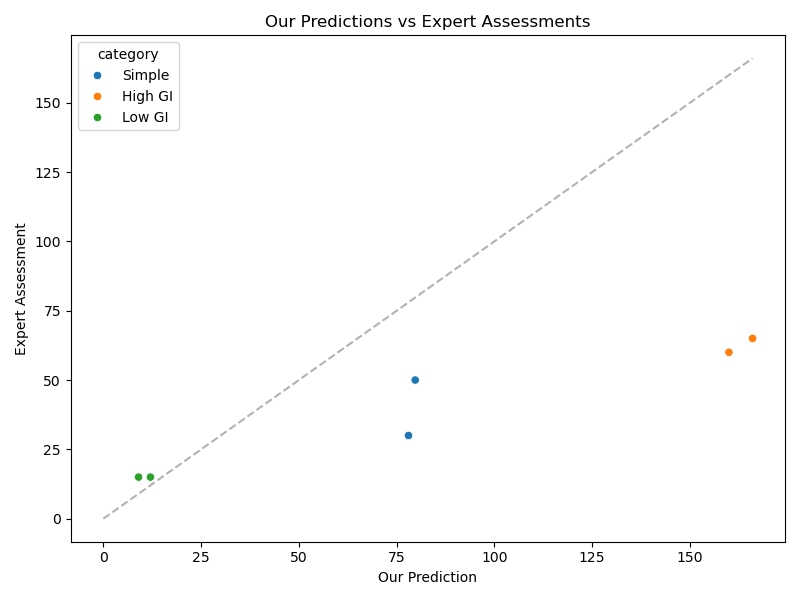 Our Predictions vs Expert Assessments
category
Simple
High GI
Low GI
Expert Assessment
150
125
100
75
50
25
0
0 25 50 75 100 125 150
Our Prediction